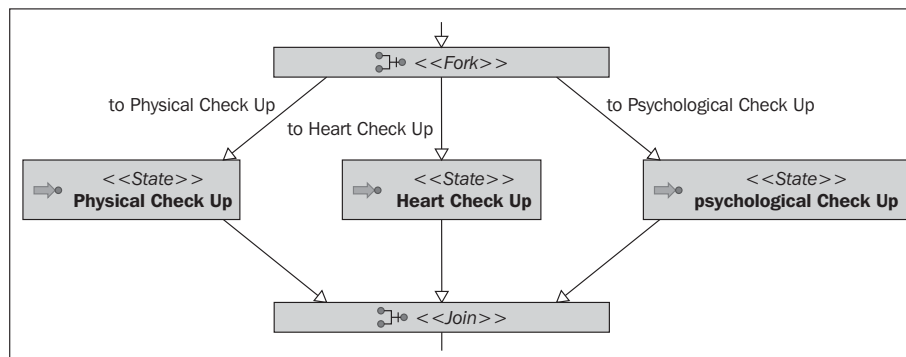 <<Fork>>
to Physical Check Up
to Heart Check Up
to Psychological Check Up
<<State>>
Physical Check Up
<<State>>
Heart Check Up
<<State>>
psychological Check Up
<<Join>>